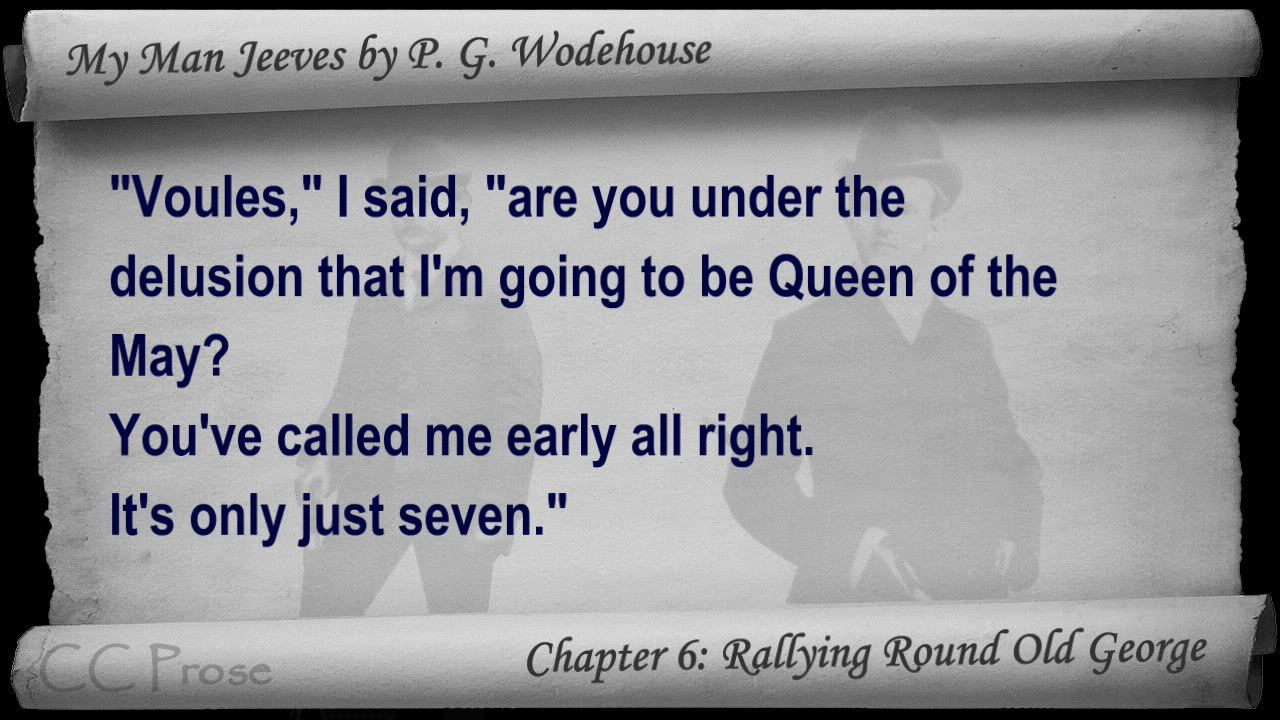 My Man Jeeves by P. G. Wodehouse
"Voules," I said, "are you under the
delusion that I'm going to be Queen of the
May?
You've called me early all right.
It's only just seven."
CC Prose
Chapter 6: Rallying Round Old George